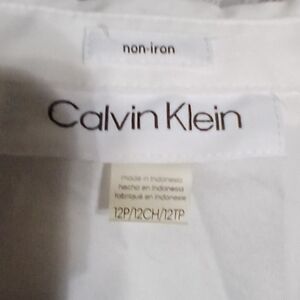 non-iron
Calvin Klein
made in Indonesia
hecho en Indonesia
fabriqué en Indonésie
12P/12CH/12TP